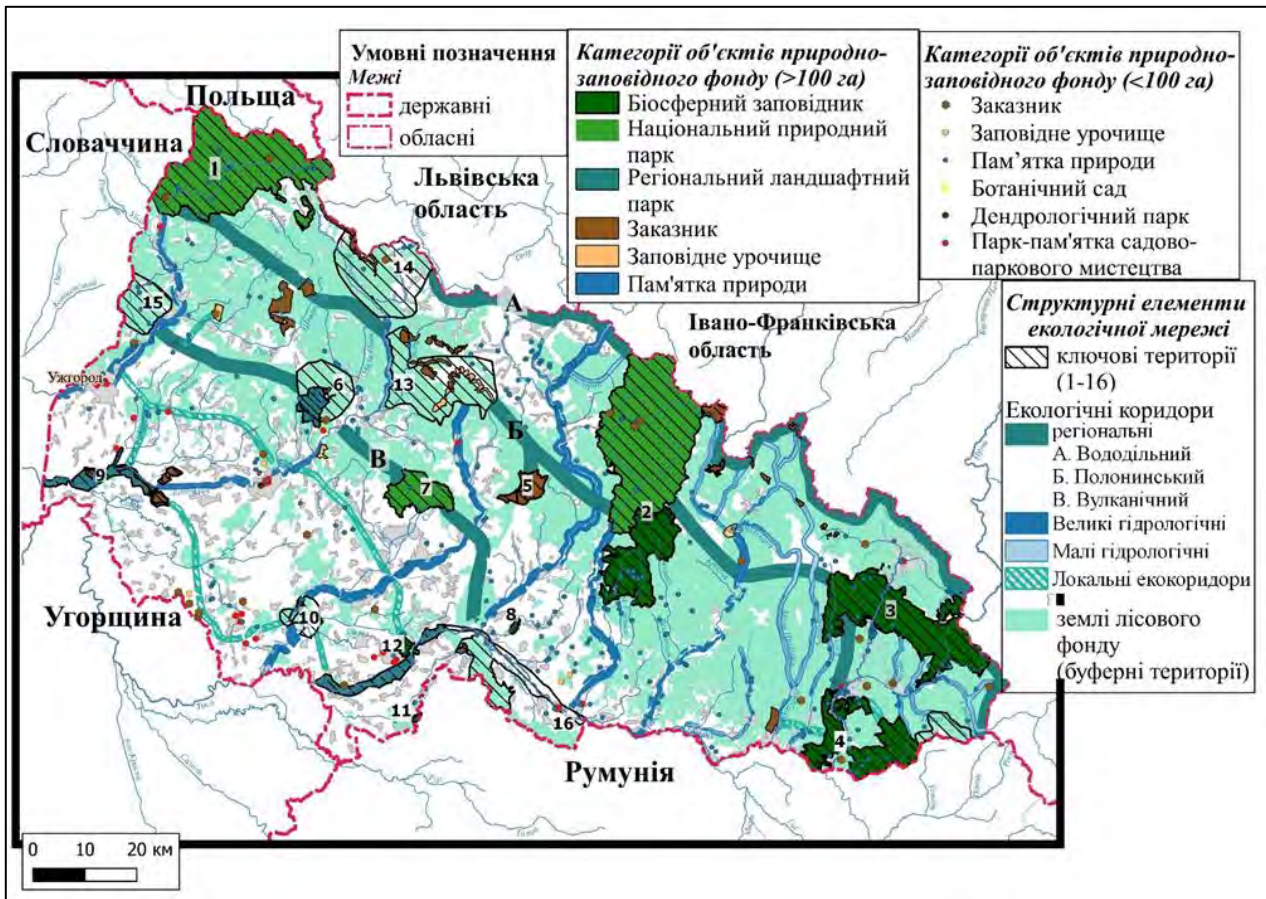 Умовні позначення
Межі
державні
обласні
Категорії об'єктів природно-
заповідного фонду (>100 га)
Біосферний заповідник
Національний природний
парк
Регіональний ландшафтний
парк
Заказник
Заповідне урочище
Пам'ятка природи
Категорії об'єктів природно-
заповідного фонду (<100 га)
Заказник
Заповідне урочище
Пам’ятка природи
Ботанічний сад
Дендрологічний парк
Парк-пам'ятка садово-
паркового мистецтва
Структурні елементи
екологічної мережі
ключові території
(1-16)
Екологічні коридори
регіональні
А. Вододільний
Б. Полонинський
В. Вулканічний
Великі гідрологічні
Малі гідрологічні
Локальні екокоридори
землі лісового
фонду
(буферні території)
Польща
Словаччина
Львівська
область
Івано-Франківська
область
Ужгород
Угорщина
Румунія
1
14
15
А
6
13
Б
В
9
7
5
2
8
10
12
3
11
16
4
0 10 20 км